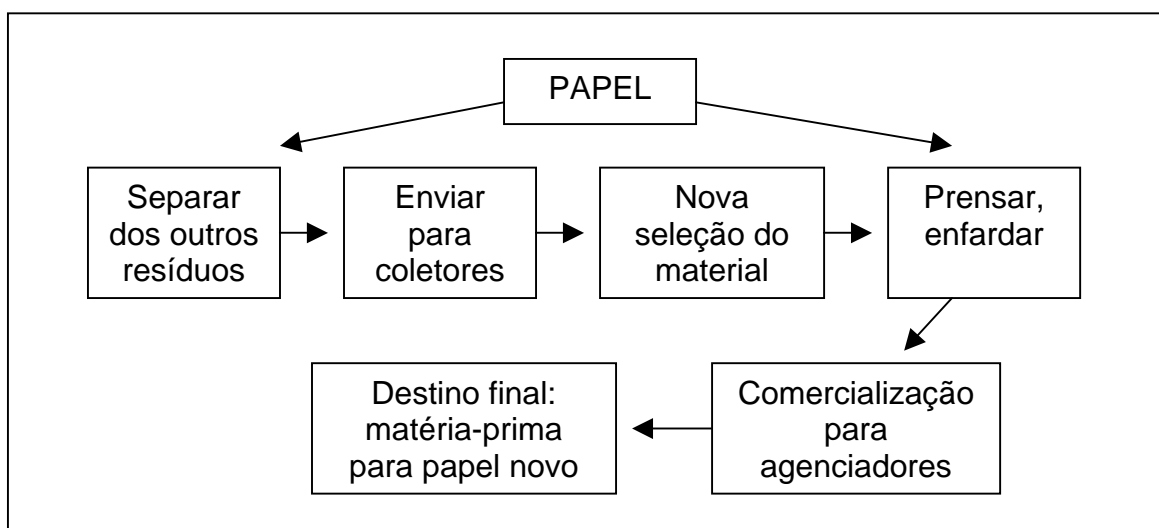 PAPEL
Separar
dos outros
resíduos
Enviar
para
coletores
Nova
seleção do
material
Prensar,
enfardar
Destino final:
matéria-prima
para papel novo
Comercialização
para
agenciadores